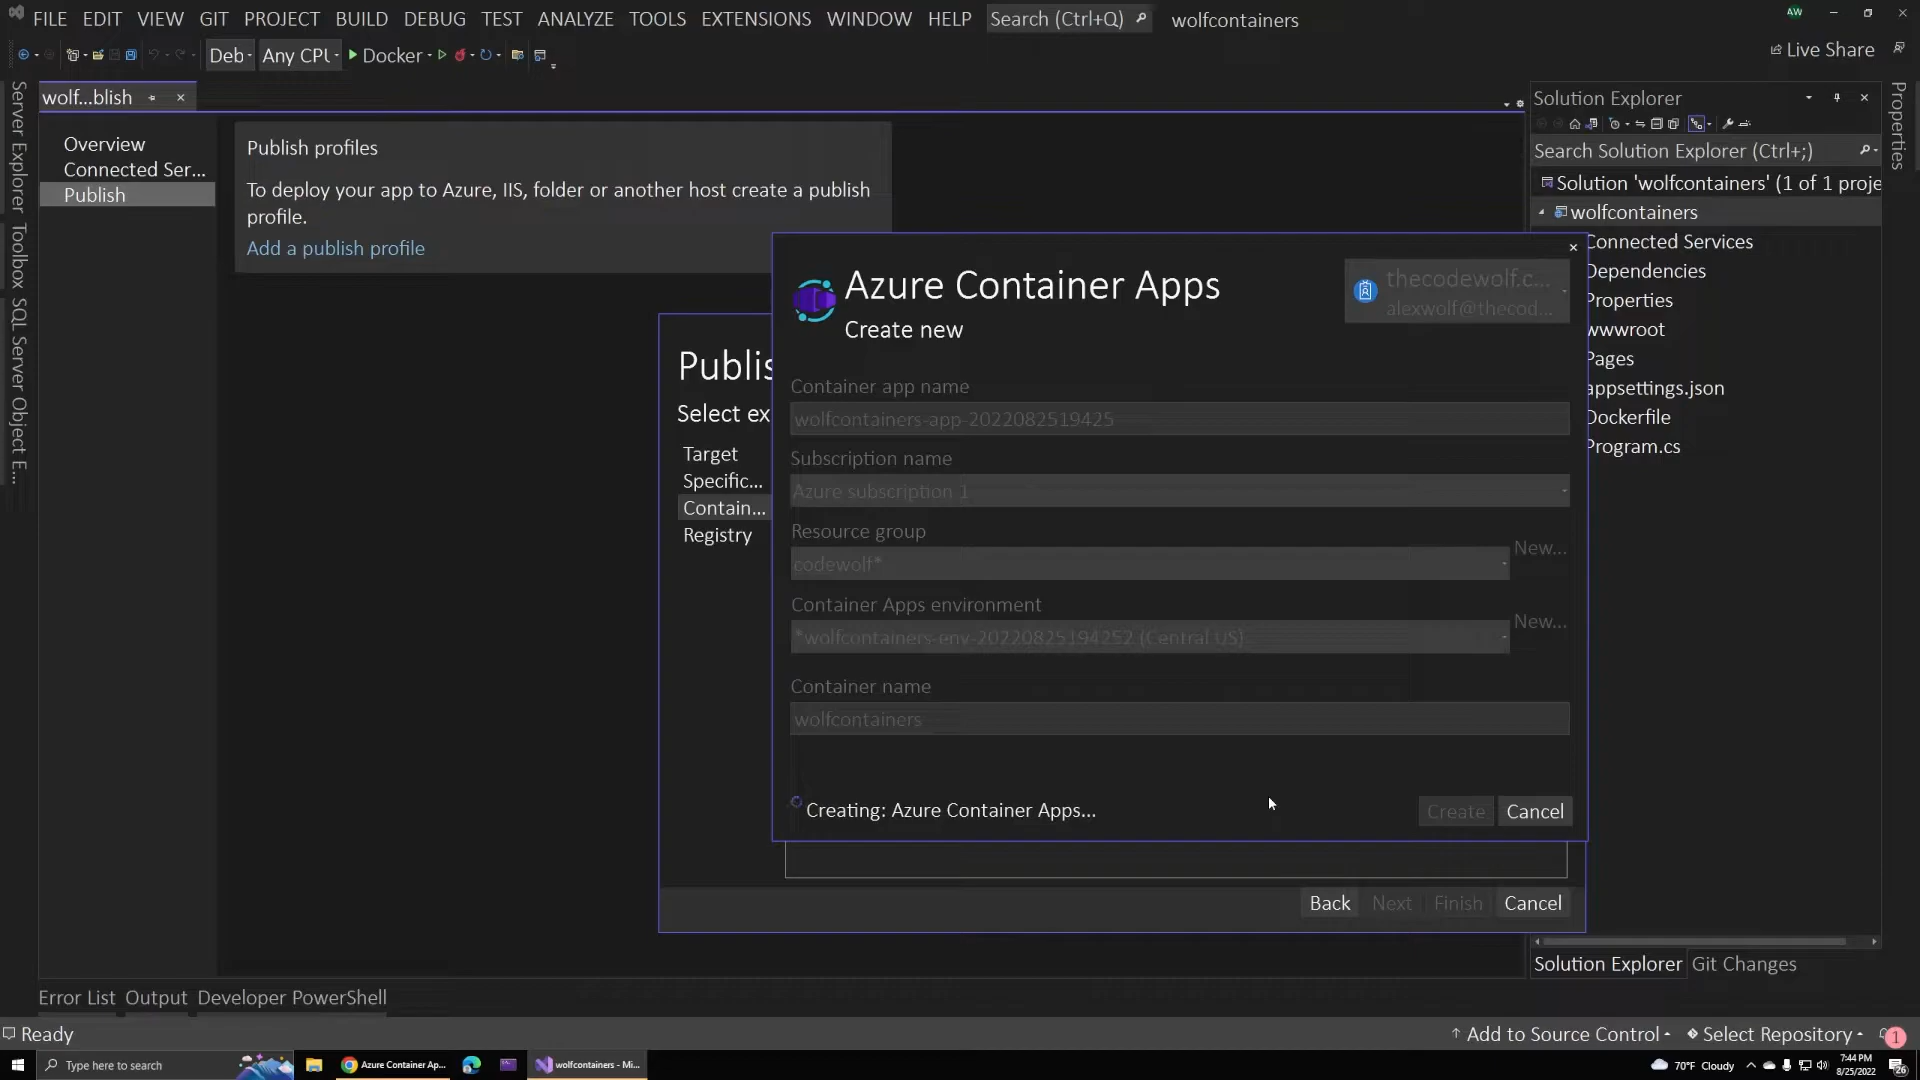 FILE EDIT VIEW GIT PROJECT BUILD DEBUG TEST ANALYZE TOOLS EXTENSIONS WINDOW HELP Search (Ctrl+Q) wolfcontainers AW
Deb Any CPU Docker Live Share
Server Explorer
Toolbox
SQL Server Object E...
wolf...blish
Overview
Connected Ser...
Publish
Publish profiles
To deploy your app to Azure, IIS, folder or another host create a publish
profile.
Add a publish profile
Publis
Select ex
Target
Specific...
Contain...
Registry
Azure Container Apps
Create new
thecodewolf.c...
alexwolf@thecod...
Container app name
wolfcontainers-app-2022082519425
Subscription name
Azure subscription 1
Resource group
codewolf*
New...
Container Apps environment
*wolfcontainers-env-20220825194252 (Central US)
New...
Container name
wolfcontainers
Creating: Azure Container Apps...
Create Cancel
Back Next Finish Cancel
Solution Explorer
Search Solution Explorer (Ctrl+;)
Solution 'wolfcontainers' (1 of 1 proje
wolfcontainers
Connected Services
Dependencies
Properties
wwwroot
Pages
appsettings.json
Dockerfile
Program.cs
Properties
Solution Explorer Git Changes
Error List Output Developer PowerShell
Ready
Add to Source Control Select Repository 1
Type here to search
Azure Container Ap...
wolfcontainers - Mi...
70°F Cloudy
7:44 PM
8/25/2022
26